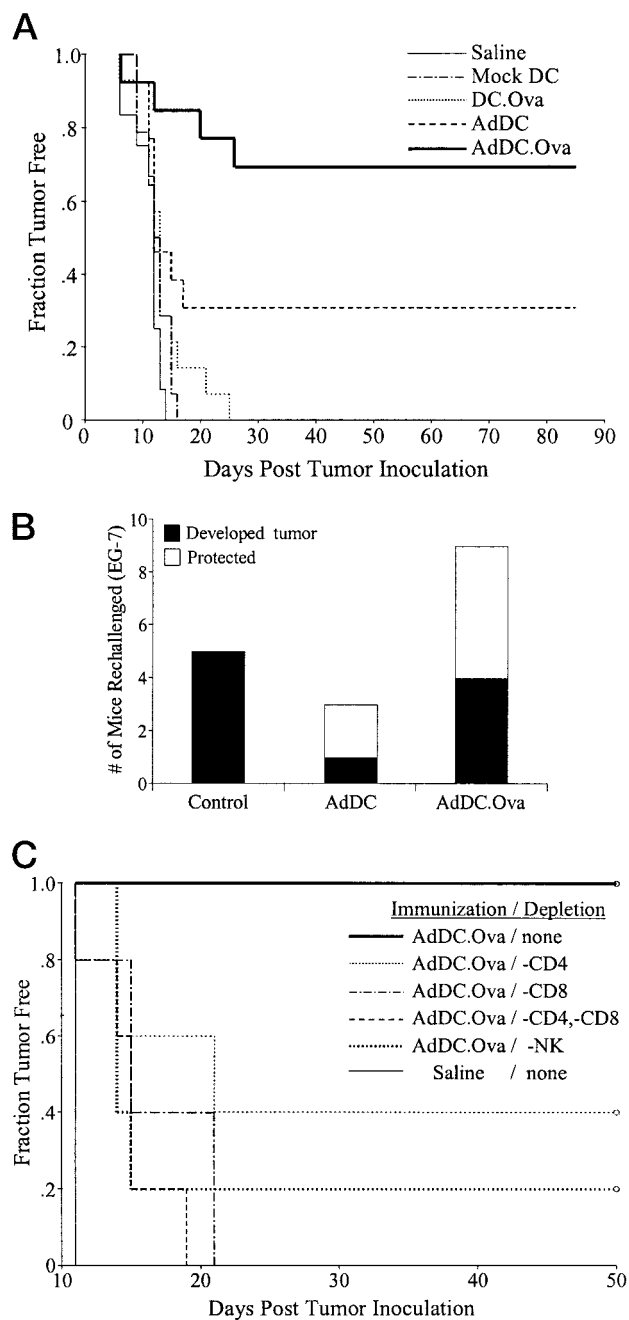 A
Saline
Mock DC
DC.Ova
AdDC
AdDC.Ova
Fraction Tumor Free
1.0
.8
.6
.4
.2
0
0 10 20 30 40 50 60 70 80 90
Days Post Tumor Inoculation
B
Developed tumor
Protected
# of Mice Rechallenged (EG-7)
10
8
6
4
2
0
Control AdDC AdDC.Ova
C
Immunization / Depletion
AdDC.Ova / none
AdDC.Ova / -CD4
AdDC.Ova / -CD8
AdDC.Ova / -CD4,-CD8
AdDC.Ova / -NK
Saline / none
Fraction Tumor Free
1.0
.8
.6
.4
.2
0
10 20 30 40 50
Days Post Tumor Inoculation